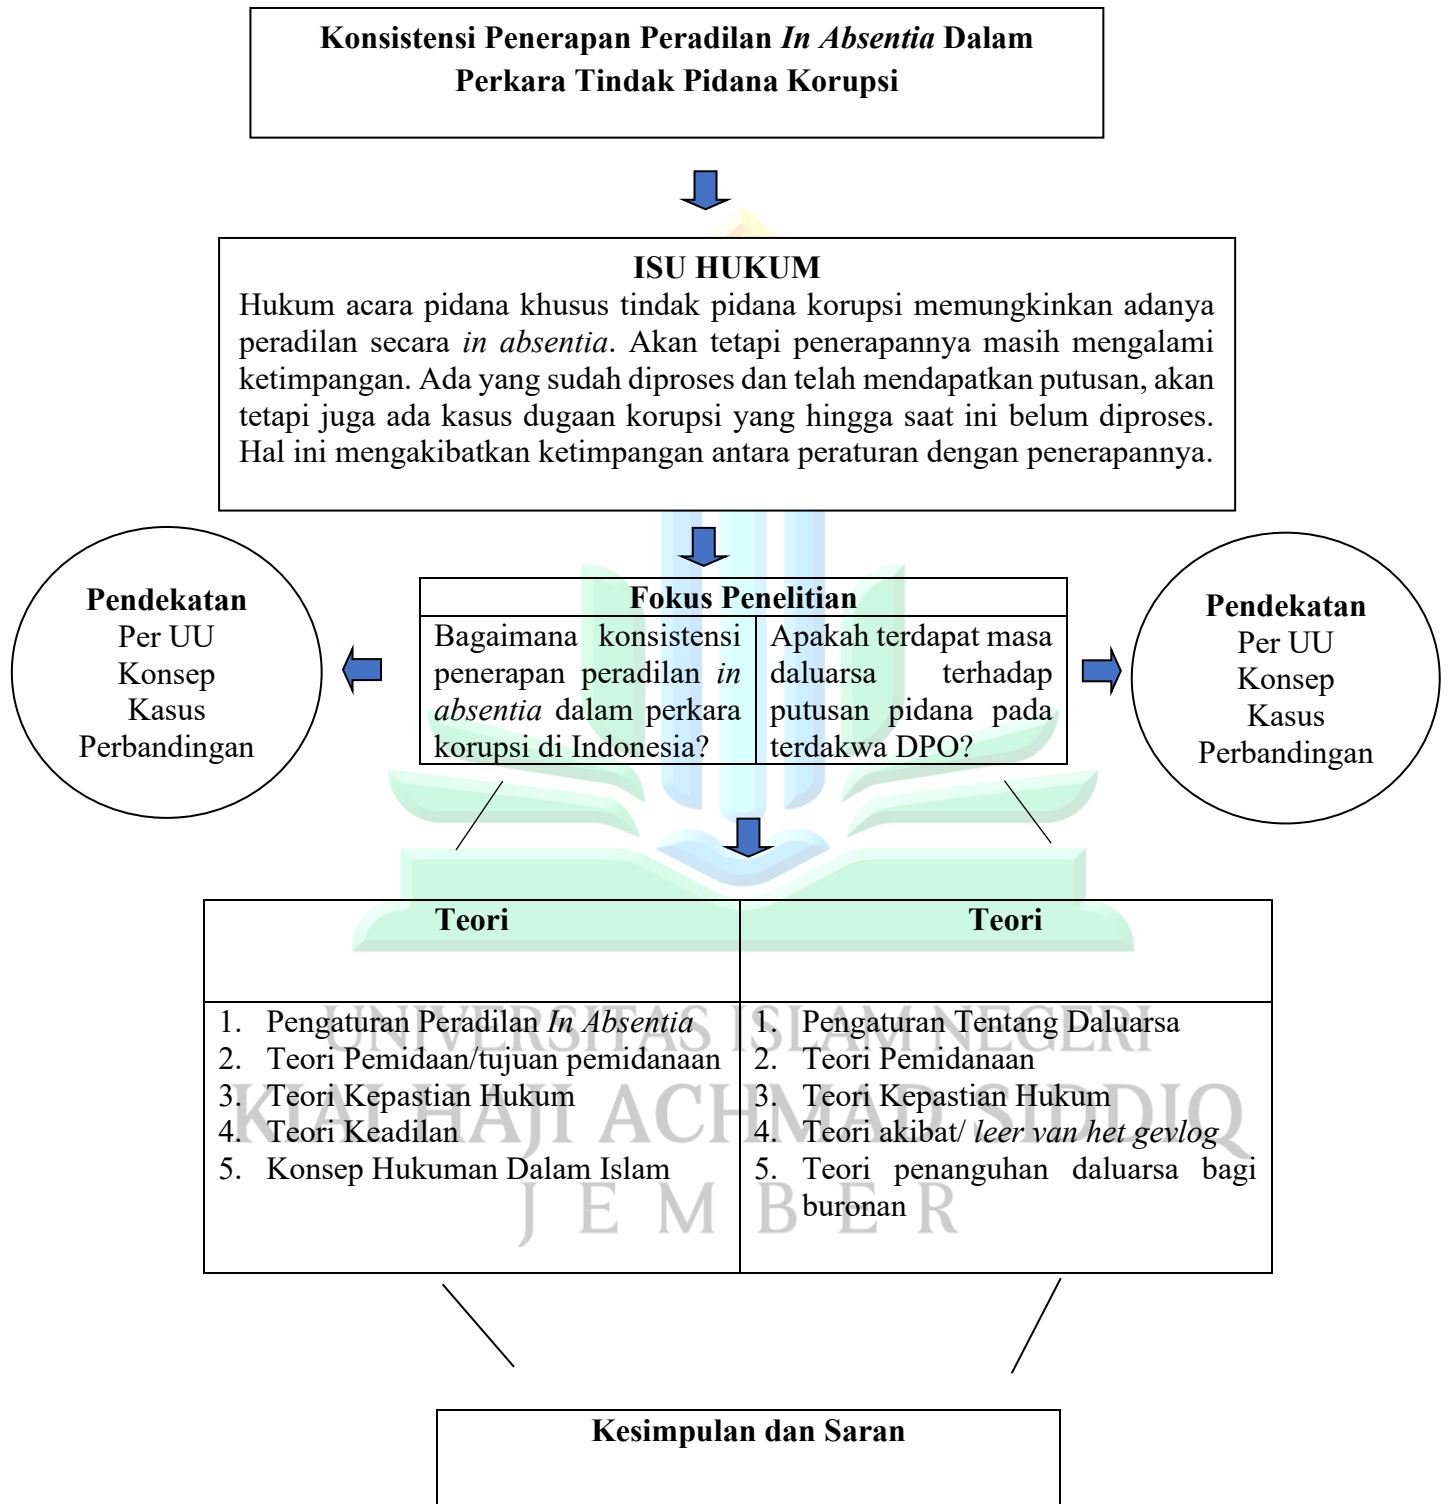 Konsistensi Penerapan Peradilan In Absentia Dalam
Perkara Tindak Pidana Korupsi
ISU HUKUM
Hukum acara pidana khusus tindak pidana korupsi memungkinkan adanya
peradilan secara in absentia. Akan tetapi penerapannya masih mengalami
ketimpangan. Ada yang sudah diproses dan telah mendapatkan putusan, akan
tetapi juga ada kasus dugaan korupsi yang hingga saat ini belum diproses.
Hal ini mengakibatkan ketimpangan antara peraturan dengan penerapannya.
Pendekatan
Per UU
Konsep
Kasus
Perbandingan
Fokus Penelitian
Bagaimana konsistensi
penerapan peradilan in
absentia dalam perkara
korupsi di Indonesia?
Apakah terdapat masa
daluarsa terhadap
putusan pidana pada
terdakwa DPO?
Pendekatan
Per UU
Konsep
Kasus
Perbandingan
Teori
1. Pengaturan Peradilan In Absentia
2. Teori Pemidaan/tujuan pemidanaan
3. Teori Kepastian Hukum
4. Teori Keadilan
5. Konsep Hukuman Dalam Islam
Teori
1. Pengaturan Tentang Daluarsa
2. Teori Pemidanaan
3. Teori Kepastian Hukum
4. Teori akibat/ leer van het gevlog
5. Teori penanguhan daluarsa bagi
buronan
UNIVERSITAS ISLAM NEGERI
KIAI HAJI ACHMAD SIDDIQ
JEMBER
Kesimpulan dan Saran